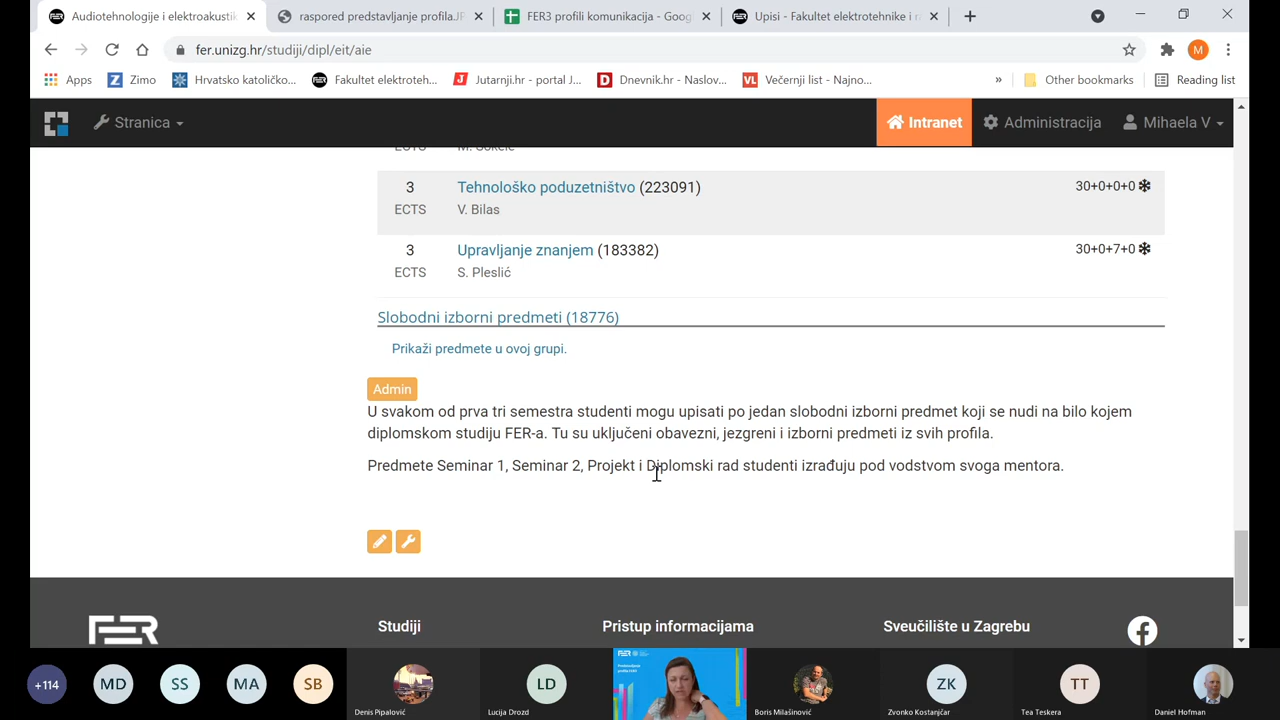 Audiotehnologije i elektroakustik
raspored predstavljanje profila.JP
FER3 profili komunikacija - Goog
Upisi - Fakultet elektrotehnike i r
fer.unizg.hr/studiji/dipl/eit/aie
M
Apps
Zimo
Hrvatsko katoličko...
Fakultet elektroteh...
Jutarnji.hr - portal J...
Dnevnik.hr - Naslov...
Večernji list - Najno...
»
Other bookmarks
Reading list
Stranica
Intranet
Administracija
Mihaela V
ECTS
3
Tehnološko poduzetništvo (223091)
30+0+0+0
ECTS
V. Bilas
3
Upravljanje znanjem (183382)
30+0+7+0
ECTS
S. Pleslić
Slobodni izborni predmeti (18776)
Prikaži predmete u ovoj grupi.
Admin
U svakom od prva tri semestra studenti mogu upisati po jedan slobodni izborni predmet koji se nudi na bilo kojem
diplomskom studiju FER-a. Tu su uključeni obavezni, jezgreni i izborni predmeti iz svih profila.
Predmete Seminar 1, Seminar 2, Projekt i Diplomski rad studenti izrađuju pod vodstvom svoga mentora.
FER
Studiji
Pristup informacijama
Sveučilište u Zagrebu
+114
MD
SS
MA
SB
Denis Pipalović
LD
Lucija Drozd
Boris Milašinović
ZK
Zvonko Kostanjčar
TT
Tea Teskera
Daniel Hofman